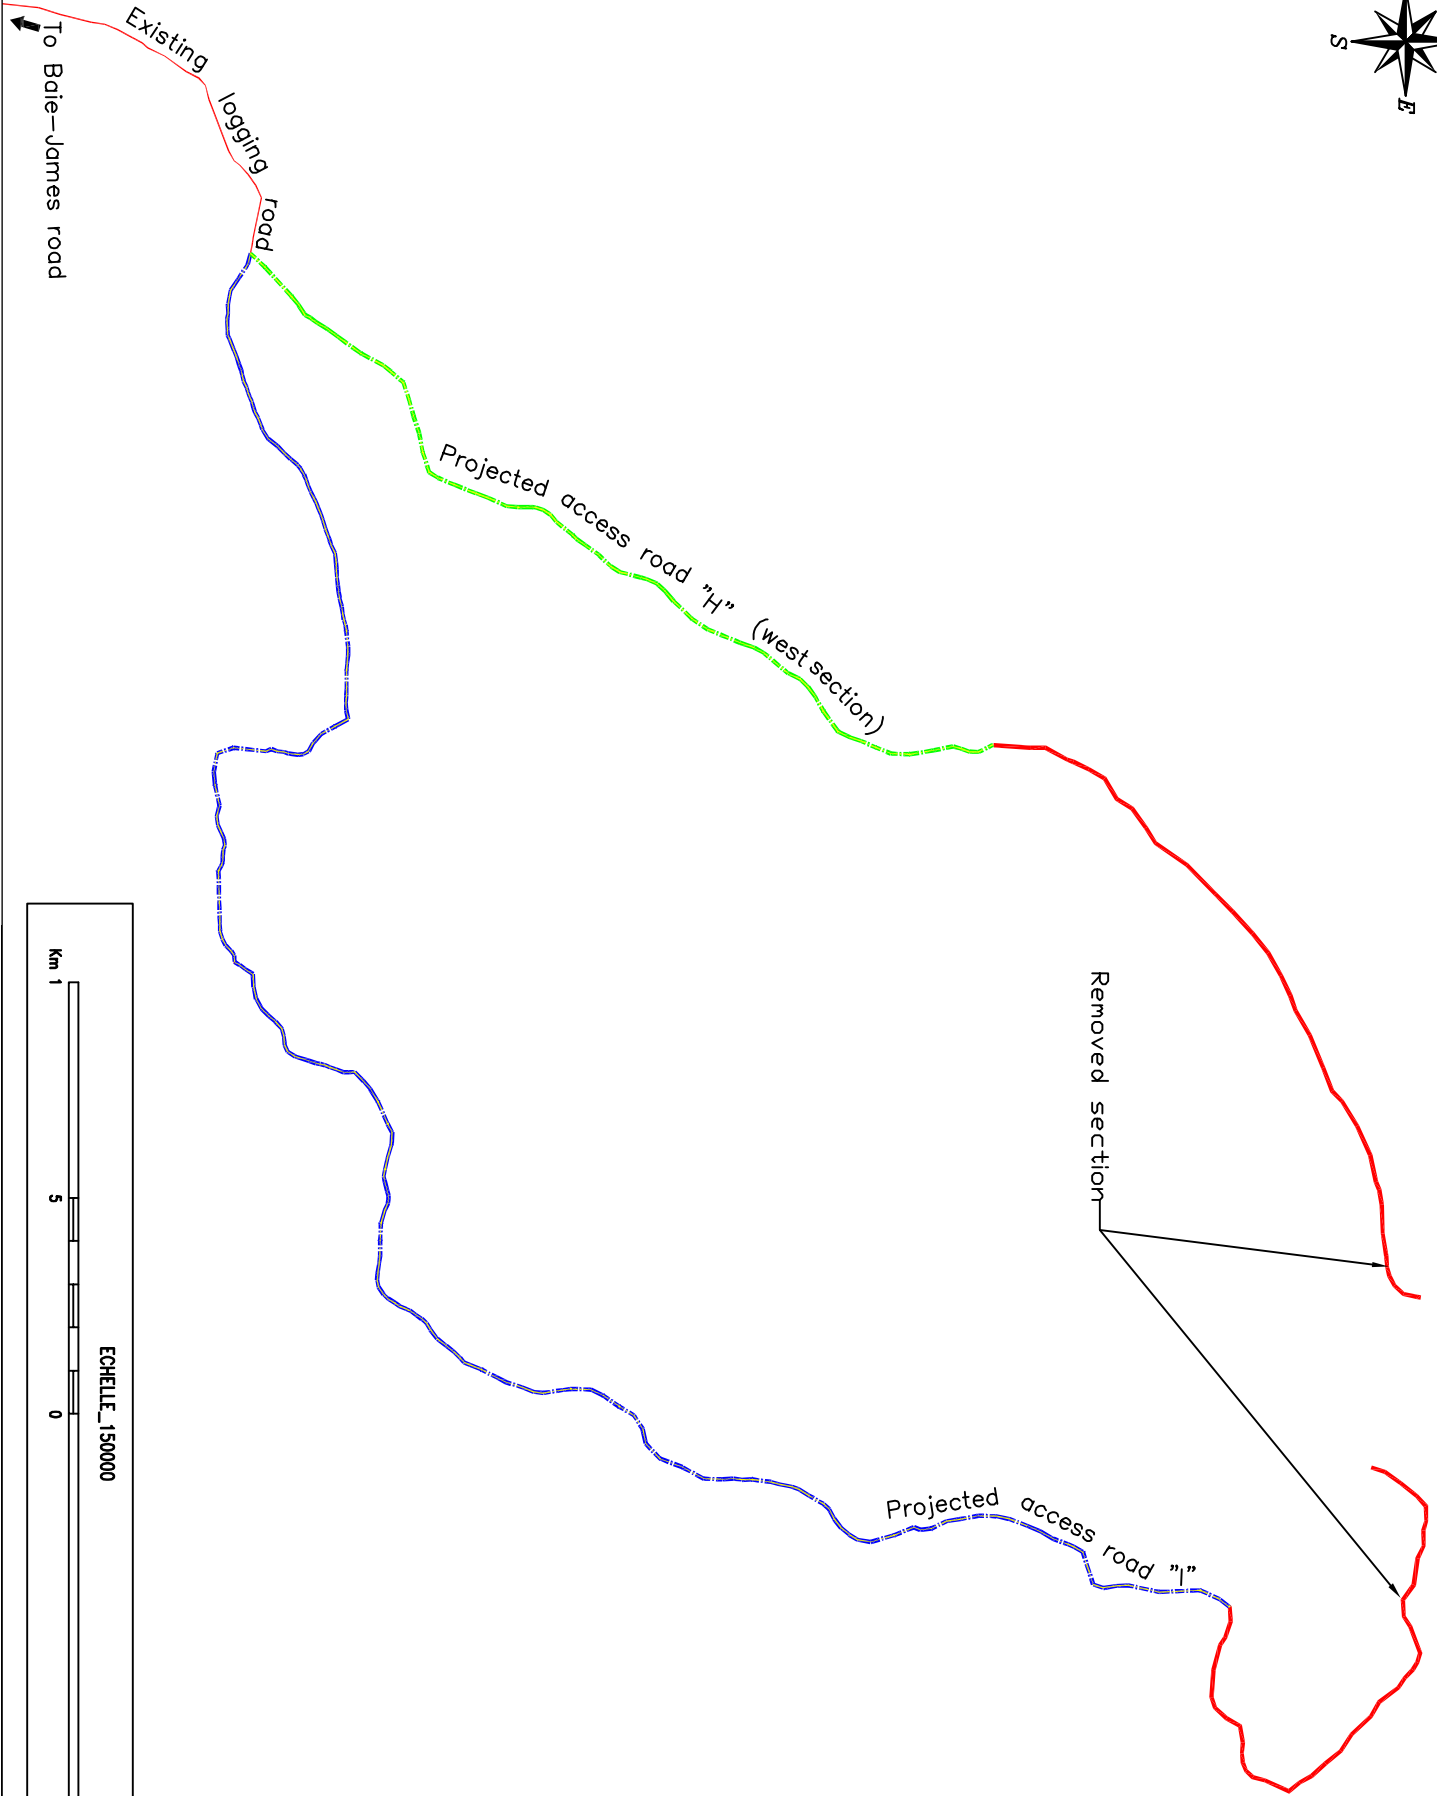 S
E
Existing logging road
To Baie-James road
Projected access road "H" (west section)
Removed section
Projected access road "I"
ECHELLE_150000
Km 1 5 0